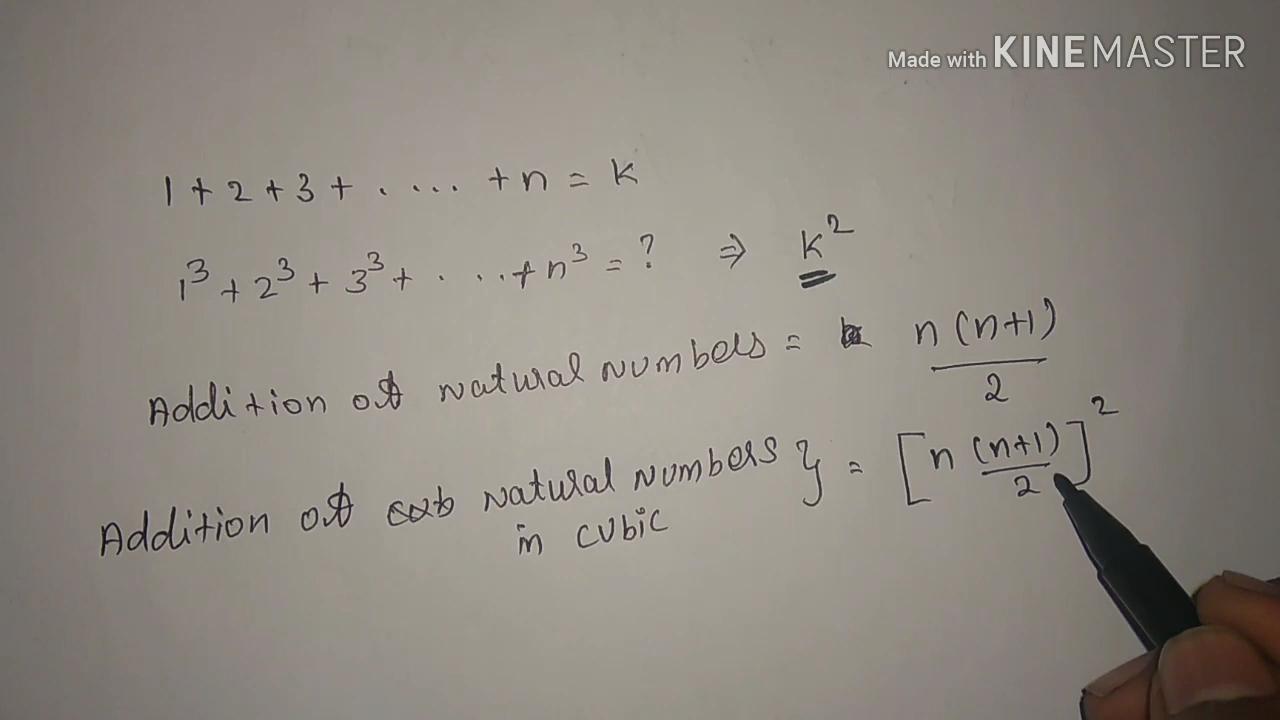 Made with KINEMASTER
1 + 2 + 3 + . . . . . + n = k
1³ + 2³ + 3³ + . . . + n³ = ? ⇒ k²
Addition of natural numbers = n (n+1) / 2
Addition of natural numbers } = [ n (n+1) / 2 ]²
in cubic